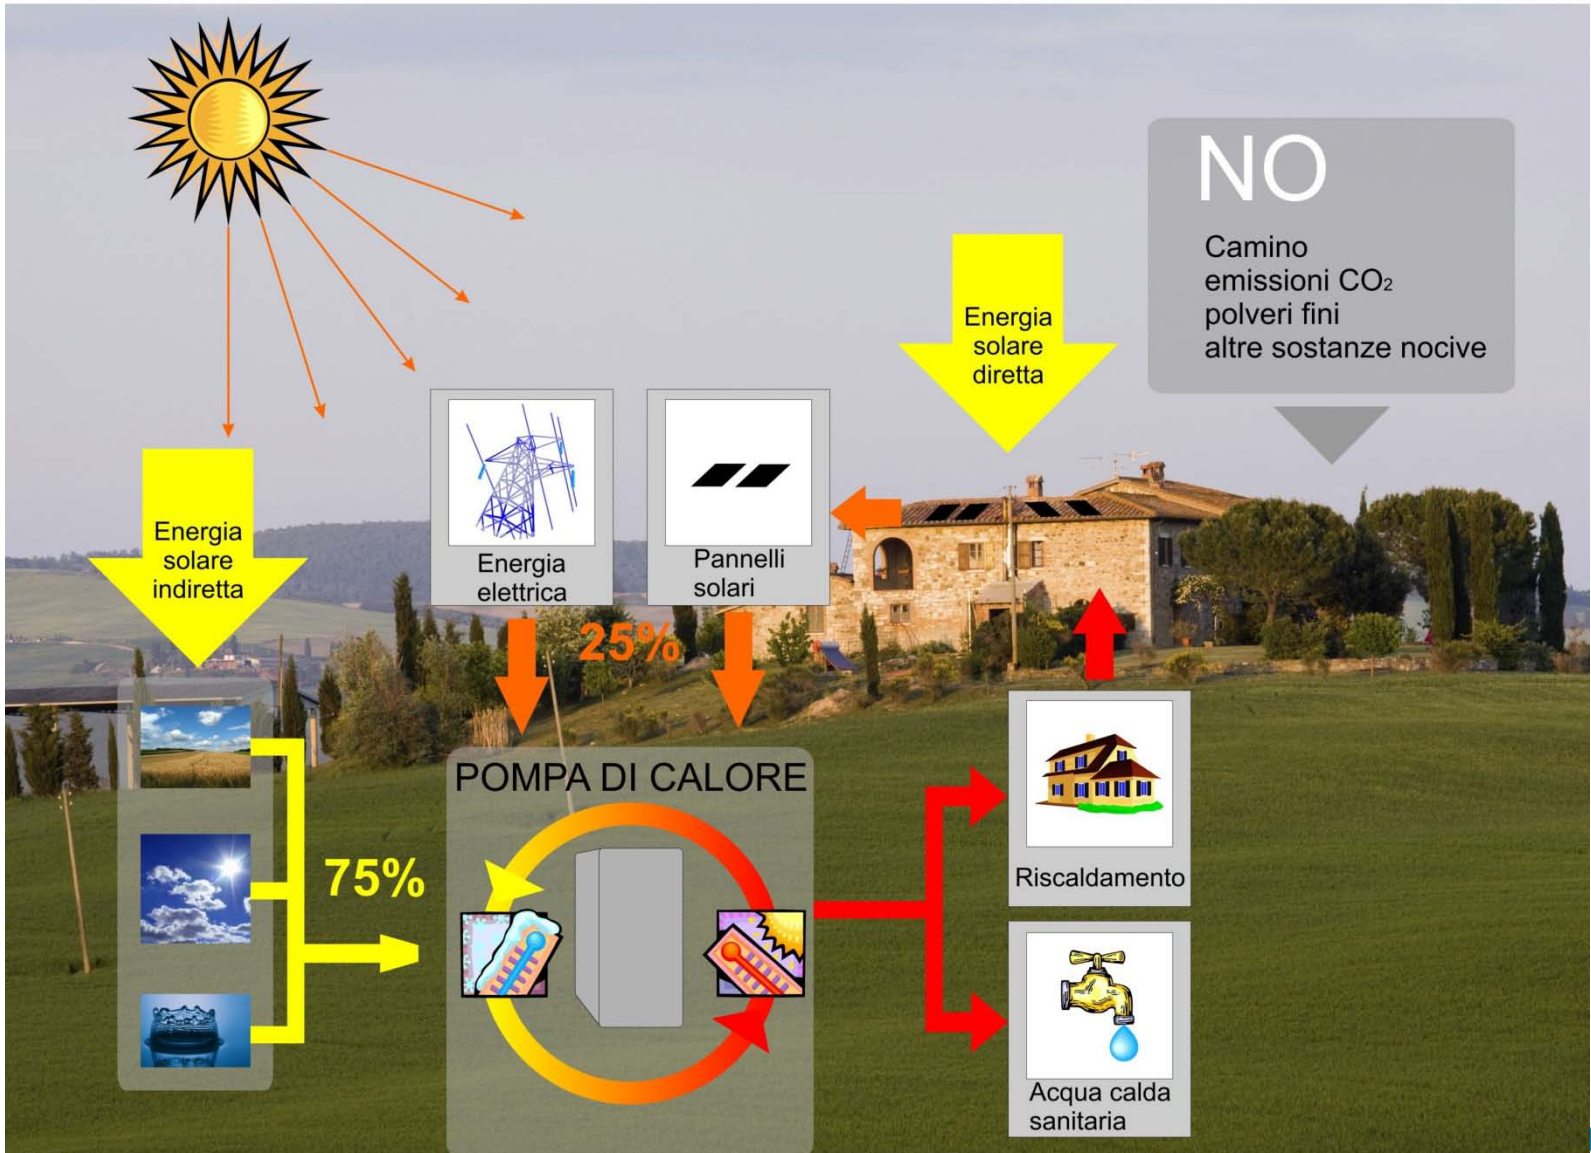 NO
Camino
emissioni CO₂
polveri fini
altre sostanze nocive
Energia
solare
diretta
Energia
solare
indiretta
Energia
elettrica
Pannelli
solari
25%
75%
POMPA DI CALORE
Riscaldamento
Acqua calda
sanitaria